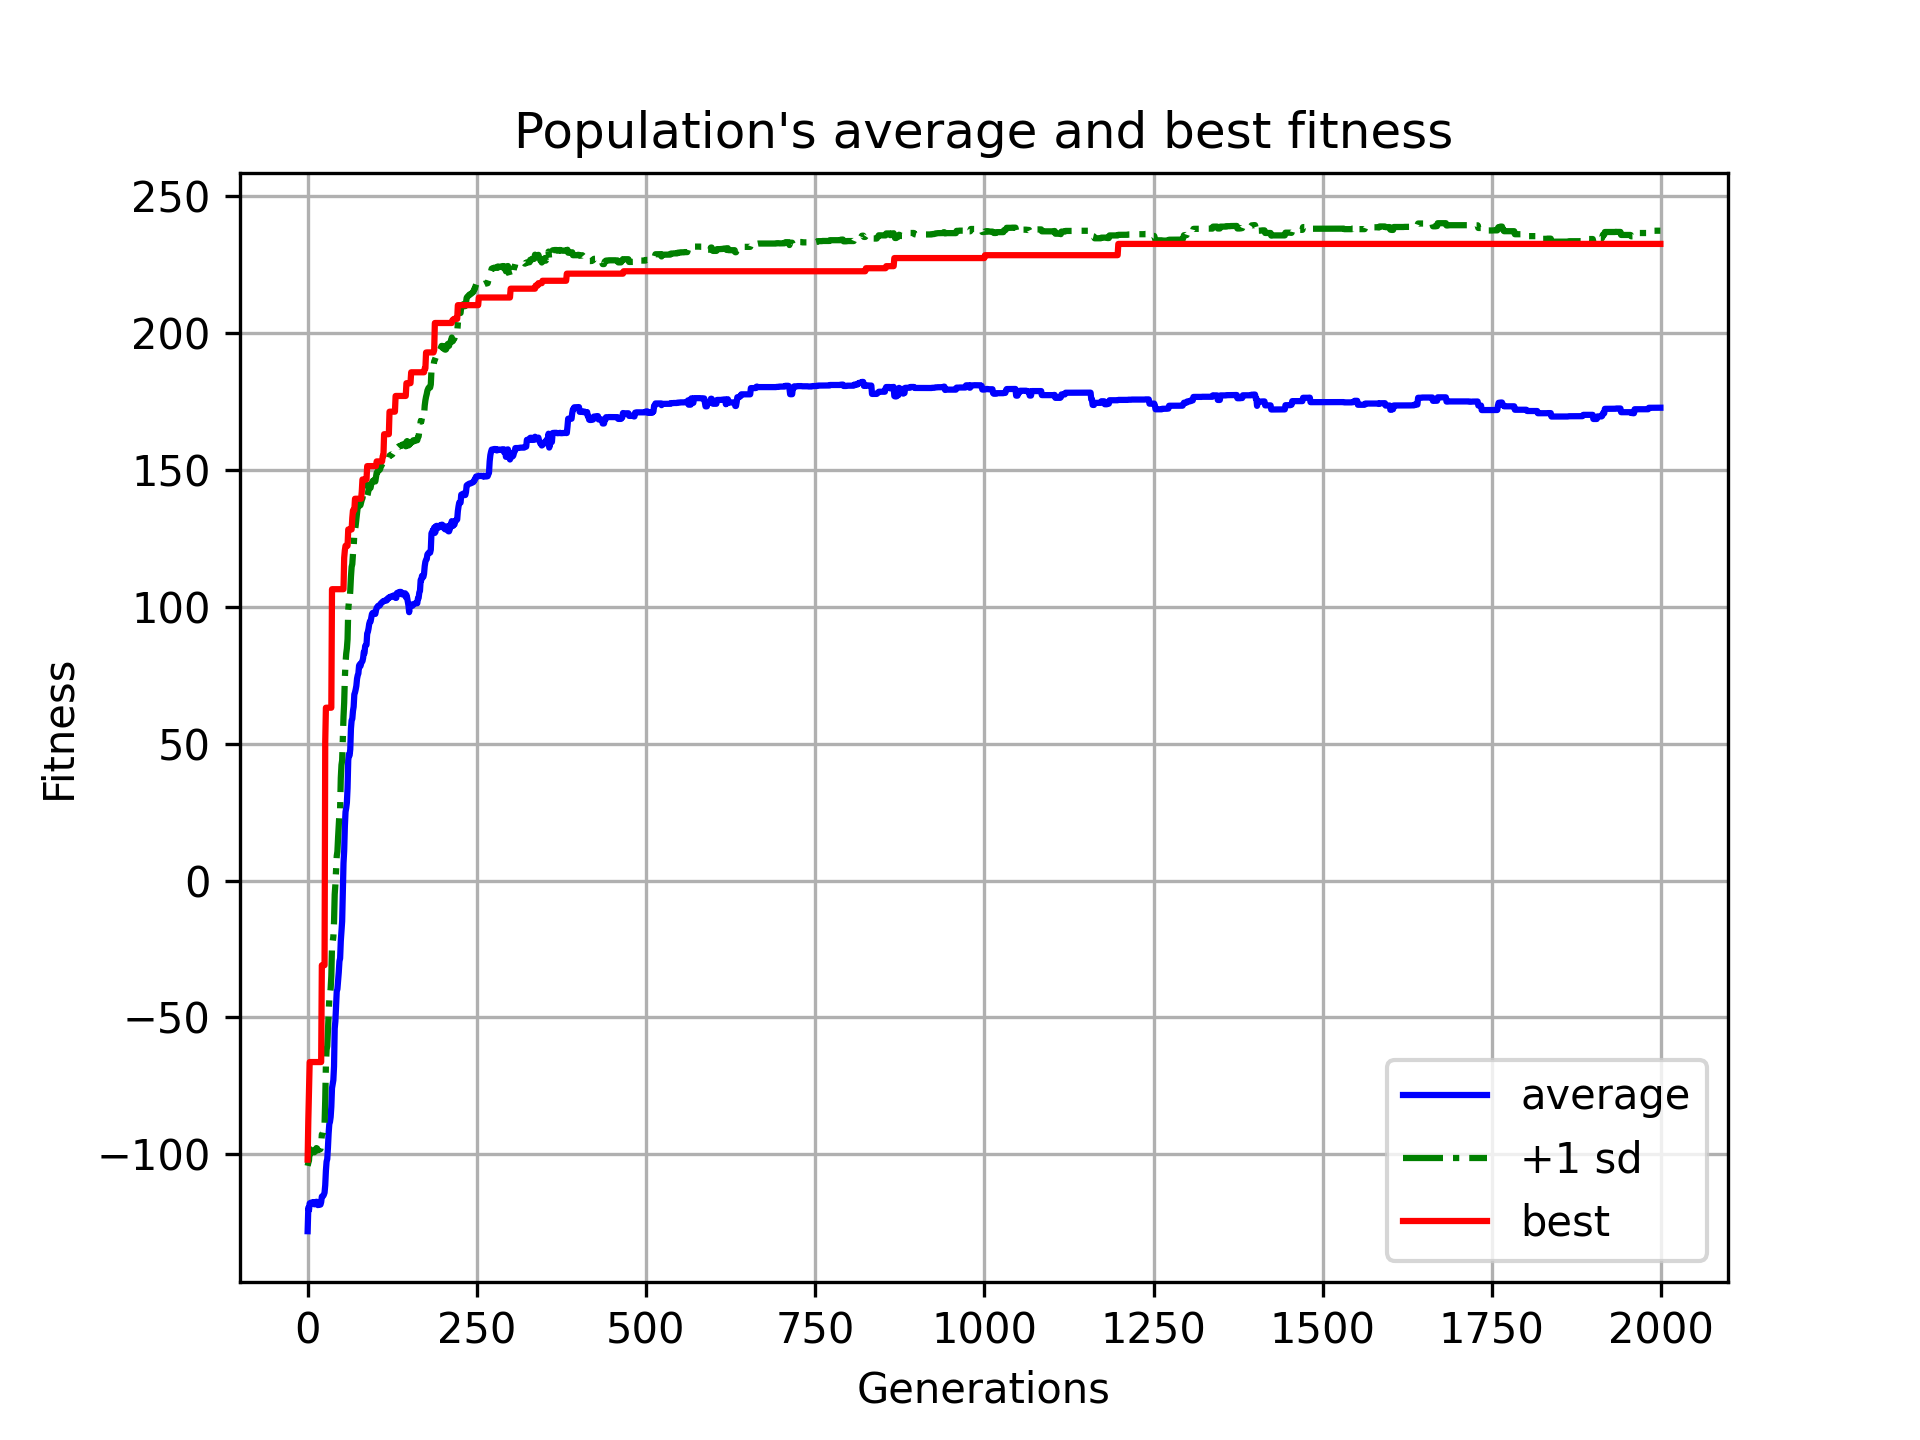 Population's average and best fitness
250
200
150
100
50
0
−50
−100
Fitness
average
+1 sd
best
0 250 500 750 1000 1250 1500 1750 2000
Generations